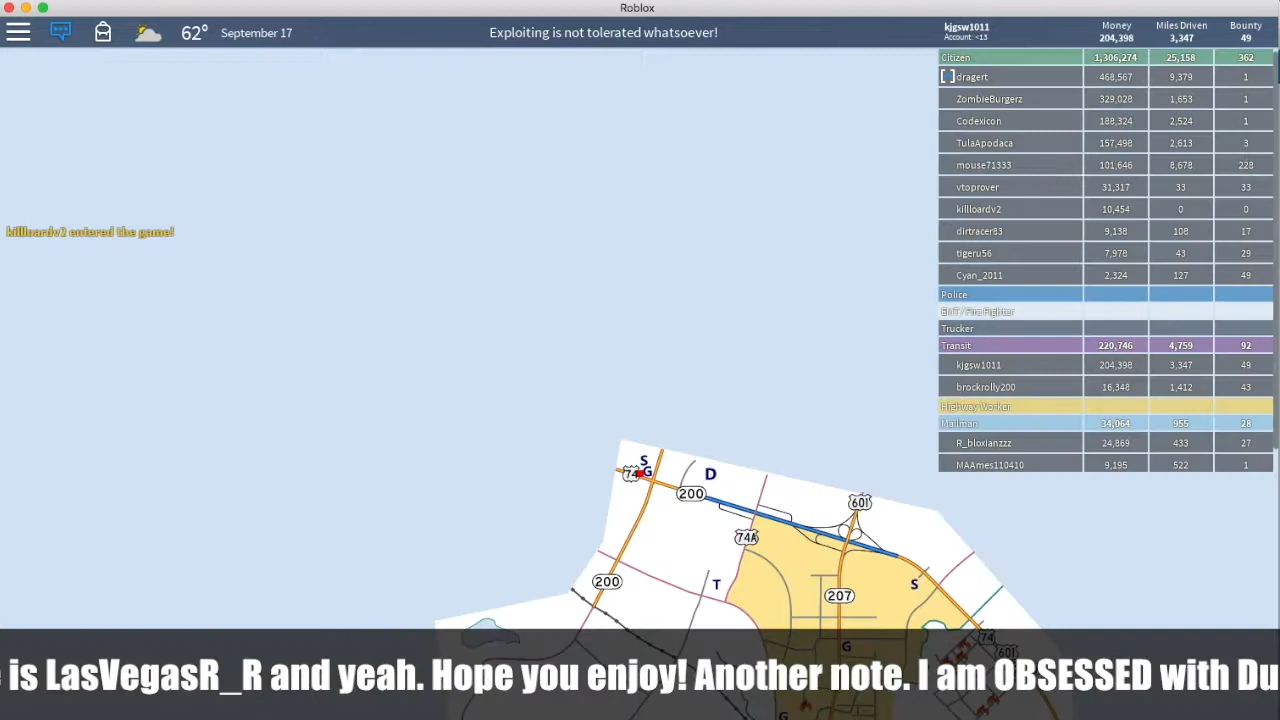 Roblox
62° September 17
Exploiting is not tolerated whatsoever!
kjgsw1011
Account: <13
Money Miles Driven Bounty
204,398 3,347 49
Citizen 1,306,274 25,158 362
dragert 468,567 9,379 1
ZombieBurgerz 329,028 1,653 1
Codexicon 188,324 2,524 1
TulaApodaca 157,498 2,613 3
mouse71333 101,646 8,678 228
vtoprover 31,317 33 33
killloardv2 10,454 0 0
dirtracer83 9,138 108 17
tigeru56 7,978 43 29
Cyan_2011 2,324 127 49
Police
EMT / Fire Fighter
Trucker
Transit 220,746 4,759 92
kjgsw1011 204,398 3,347 49
brockrolly200 16,348 1,412 43
Highway Worker
Mailman 34,064 955 28
R_bloxianzzz 24,869 433 27
MAAmes110410 9,195 522 1
killloardv2 entered the game!
S
74 G
D
200
601
74A
200
T
S
207
74
G
601
G
is LasVegasR_R and yeah. Hope you enjoy! Another note. I am OBSESSED with Du